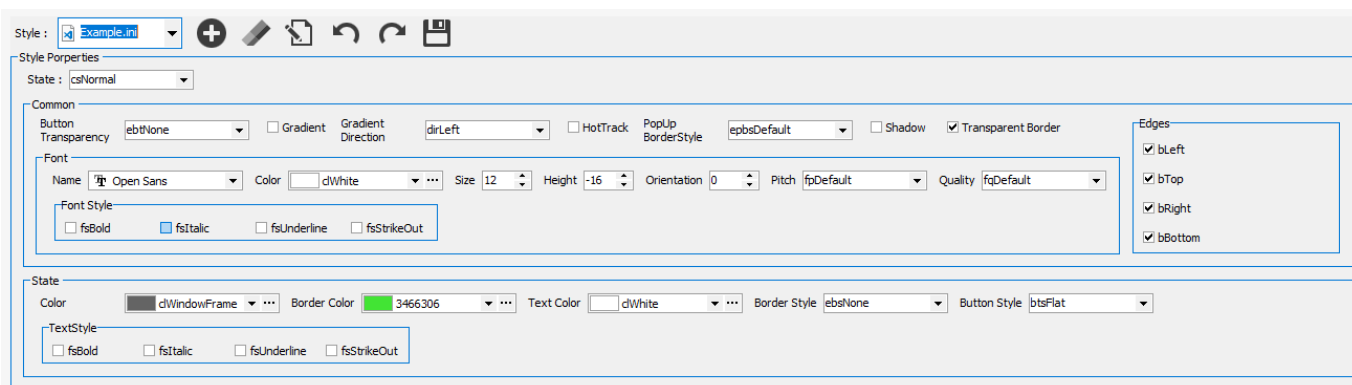 Style : Example.ini
Style Porperties
State : csNormal
Common
Button Transparency ebtNone Gradient Gradient Direction dirLeft HotTrack PopUp BorderStyle epbsDefault Shadow Transparent Border
Edges
bLeft
bTop
bRight
bBottom
Font
Name Open Sans Color clWhite Size 12 Height -16 Orientation 0 Pitch fpDefault Quality fqDefault
Font Style
fsBold fsItalic fsUnderline fsStrikeOut
State
Color clWindowFrame Border Color 3466306 Text Color clWhite Border Style ebsNone Button Style btsFlat
TextStyle
fsBold fsItalic fsUnderline fsStrikeOut